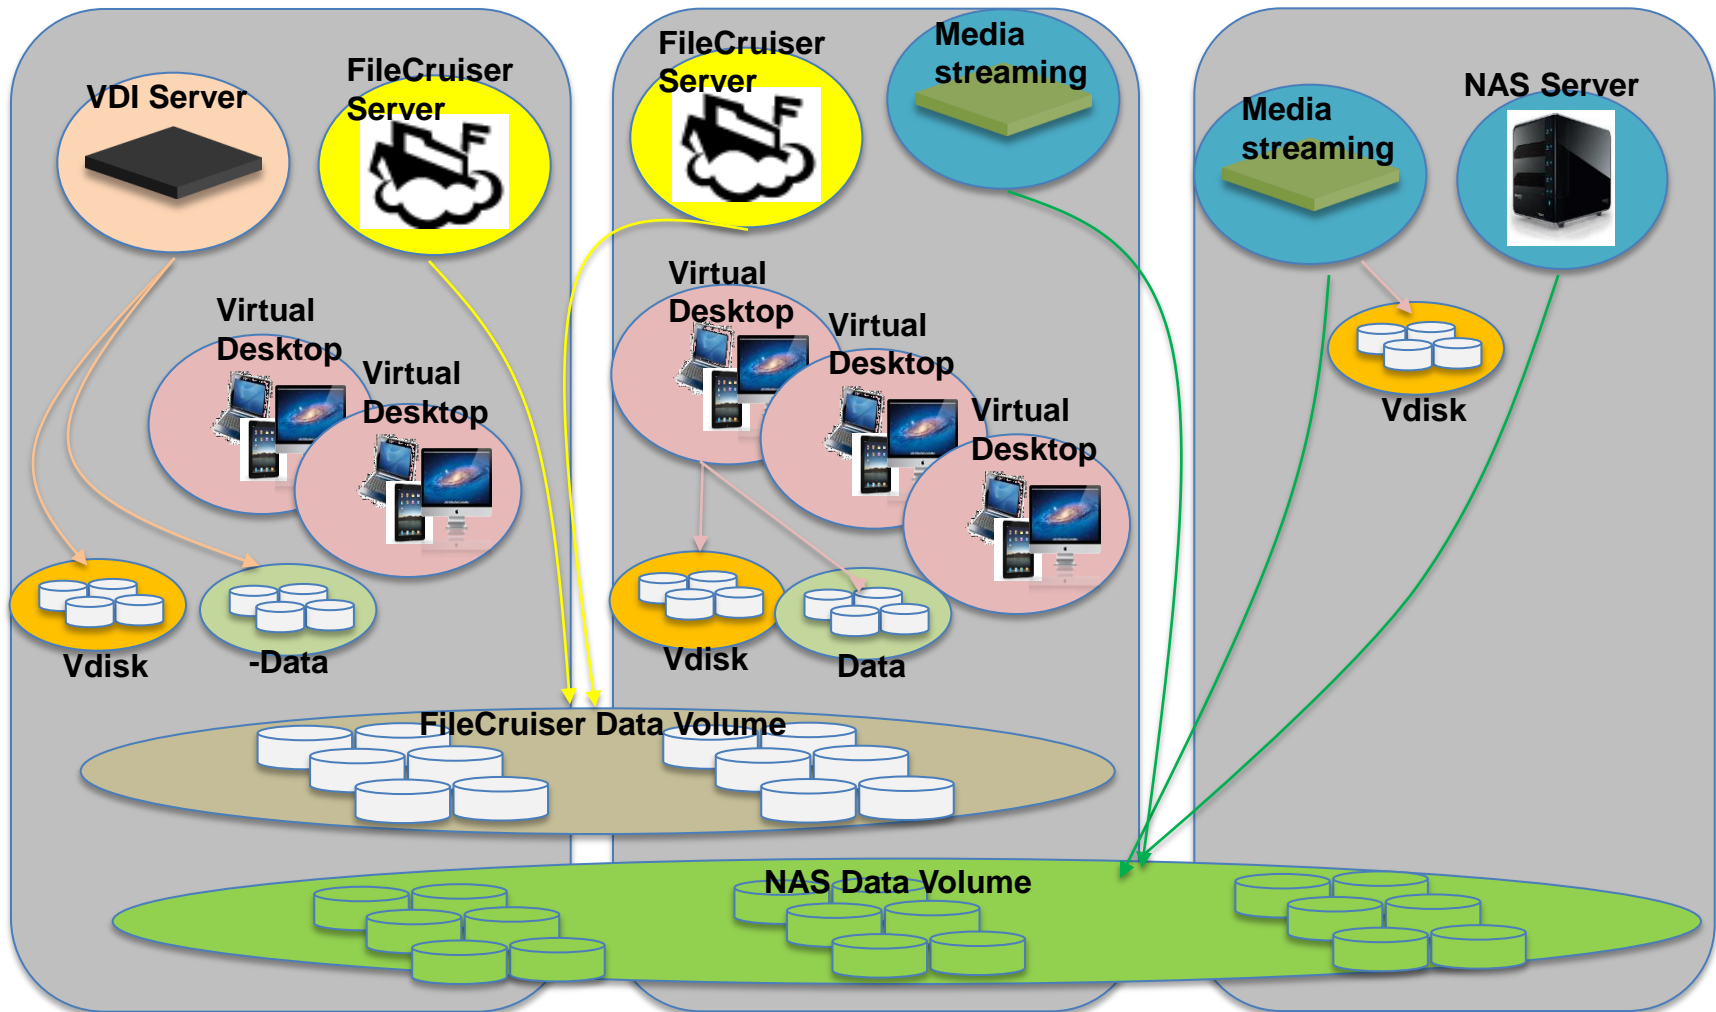 VDI Server
FileCruiser
Server
F
Virtual
Desktop
Virtual
Desktop
Vdisk
-Data
FileCruiser
Server
F
Media
streaming
Virtual
Desktop
Virtual
Desktop
Virtual
Desktop
Vdisk
Data
Media
streaming
NAS Server
Vdisk
FileCruiser Data Volume
NAS Data Volume